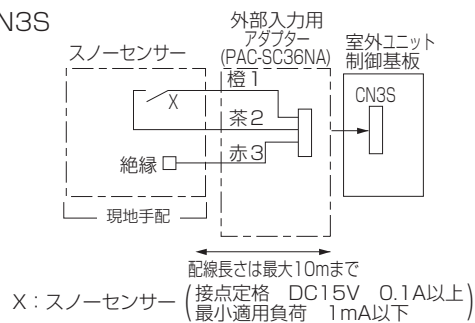 N3S
スノーセンサー
外部入力用
アダプター
(PAC-SC36NA)
室外ユニット
制御基板
橙1
X
茶2
赤3
絶縁
CN3S
現地手配
配線長さは最大10mまで
X:スノーセンサー(接点定格 DC15V 0.1A以上
最小適用負荷 1mA以下)